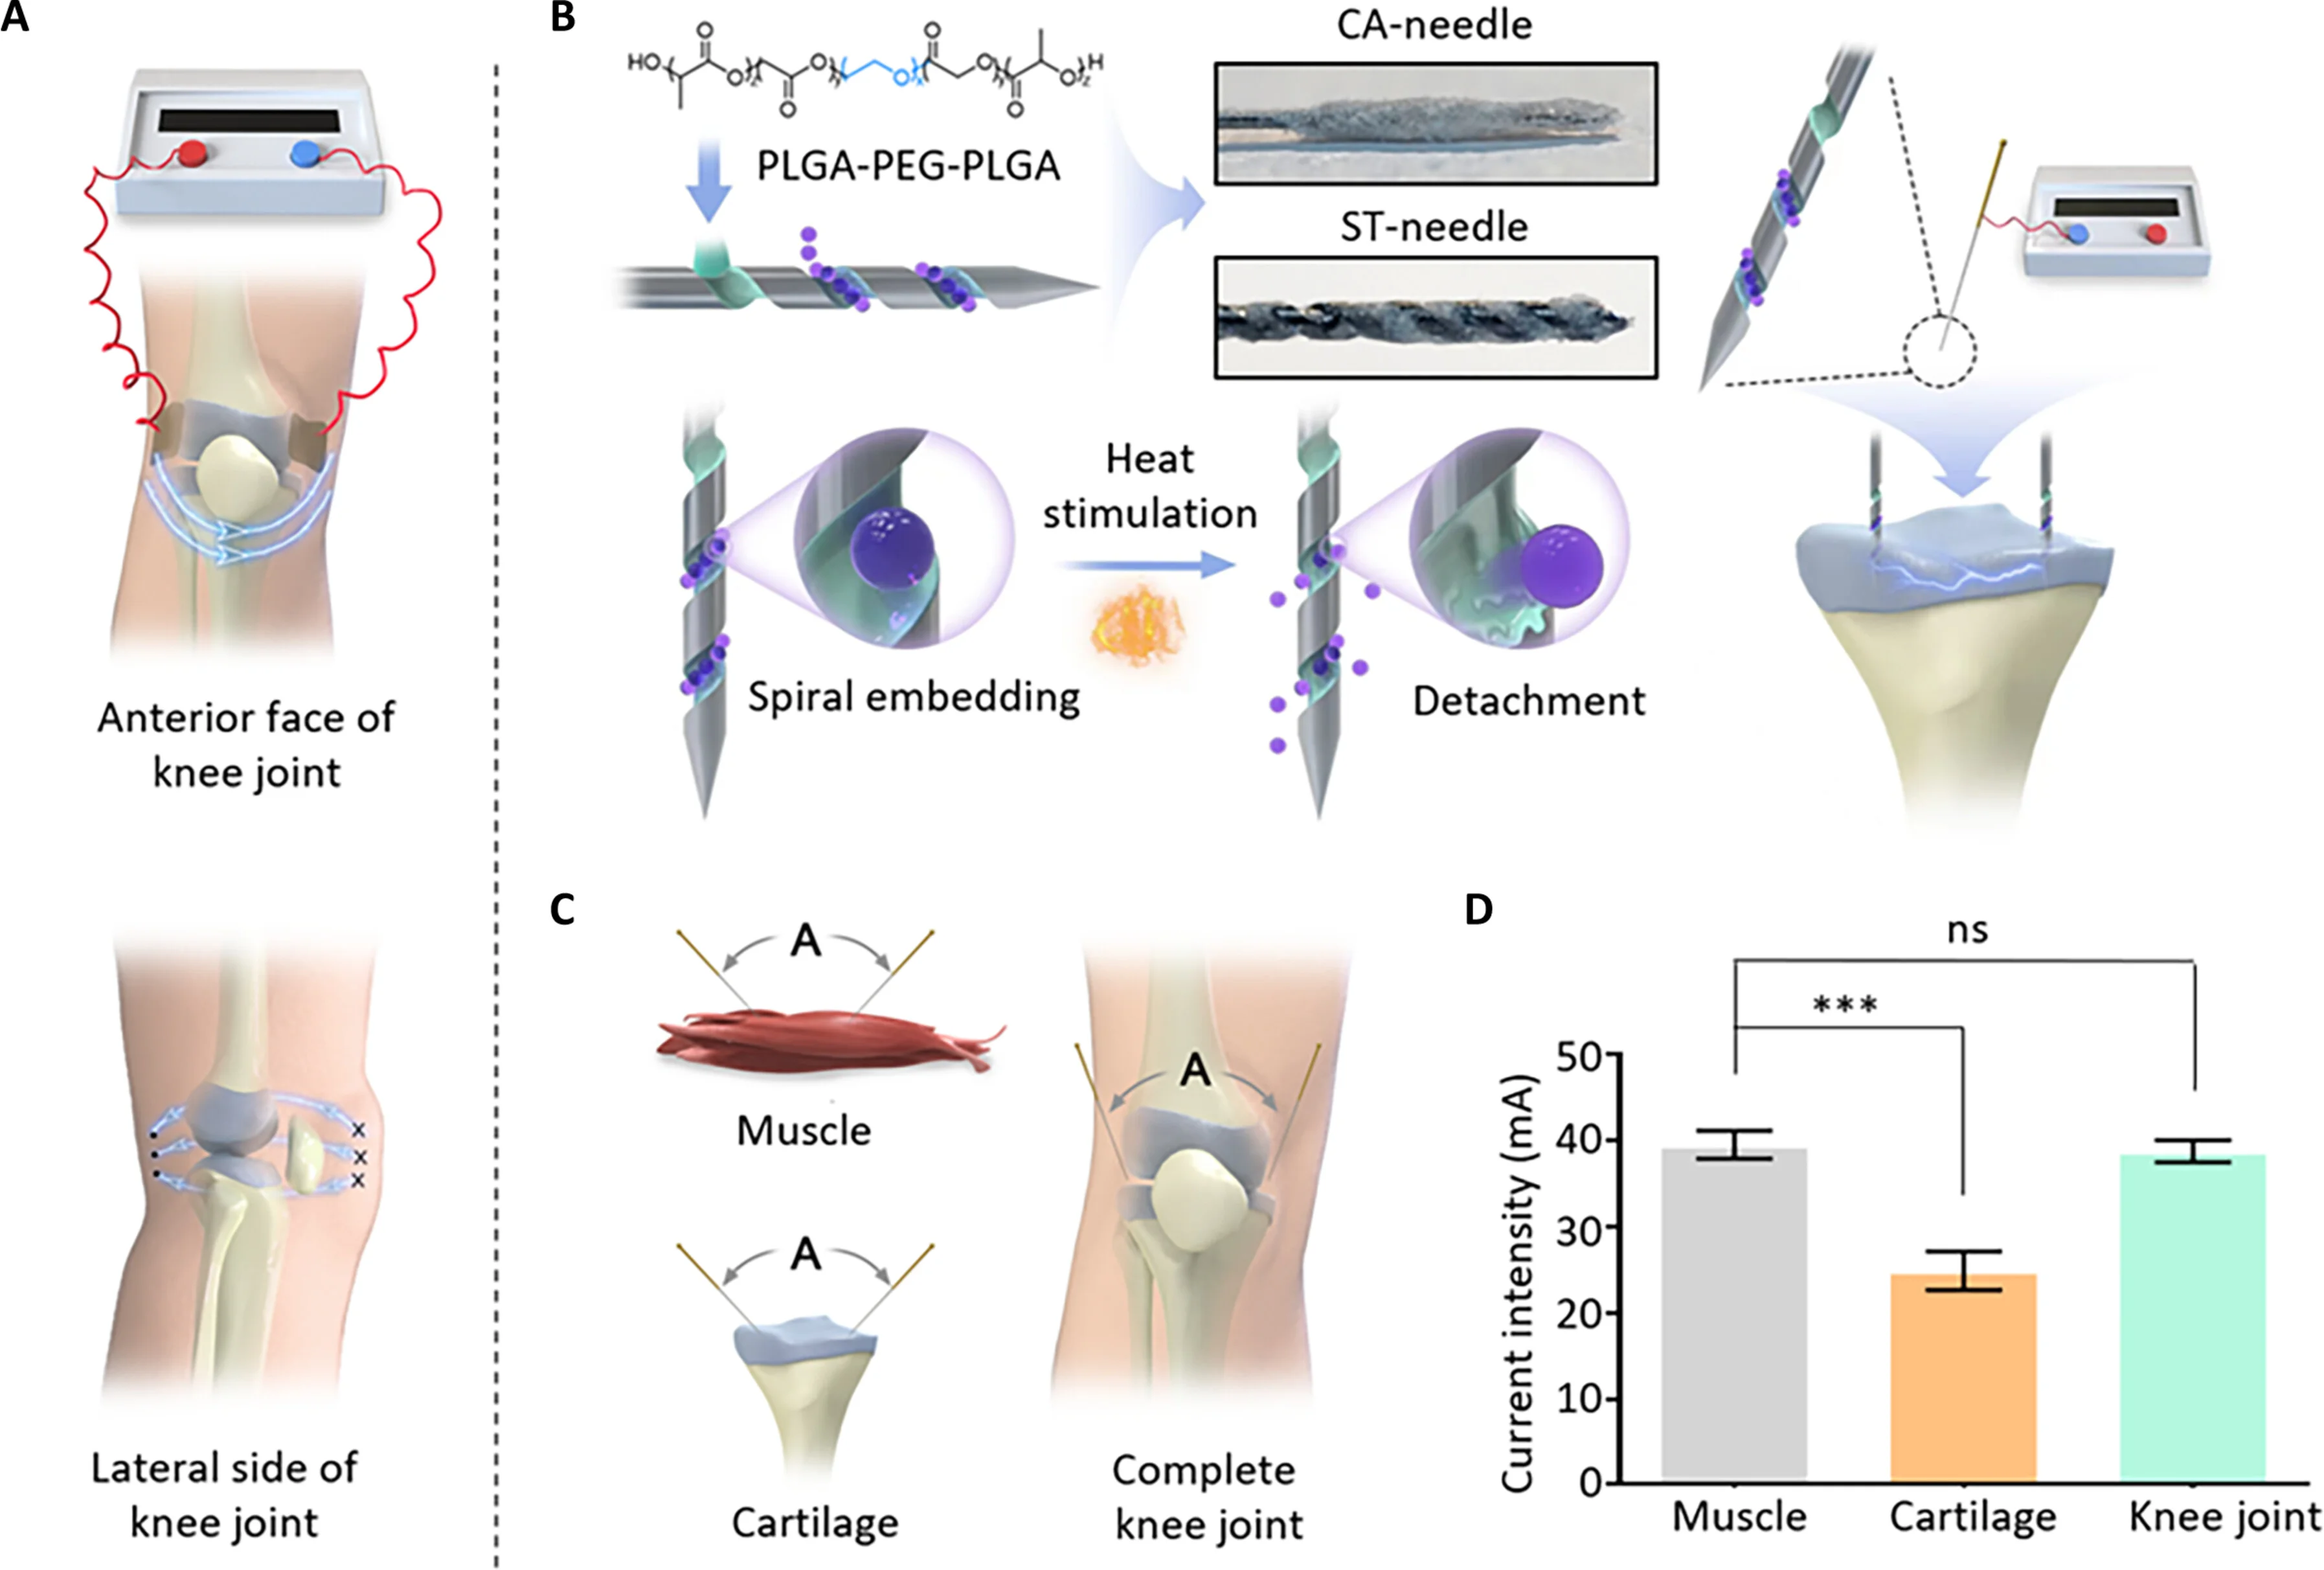 A
Anterior face of
knee joint
Lateral side of
knee joint
x
x
x
B
HO
O
O
z
O
O
y
O
x
O
O
y
O
O
z
H
PLGA-PEG-PLGA
CA-needle
ST-needle
Heat
stimulation
Spiral embedding
Detachment
C
A
Muscle
A
Cartilage
A
Complete
knee joint
D
ns
***
Current intensity (mA)
50
40
30
20
10
0
Muscle
Cartilage
Knee joint